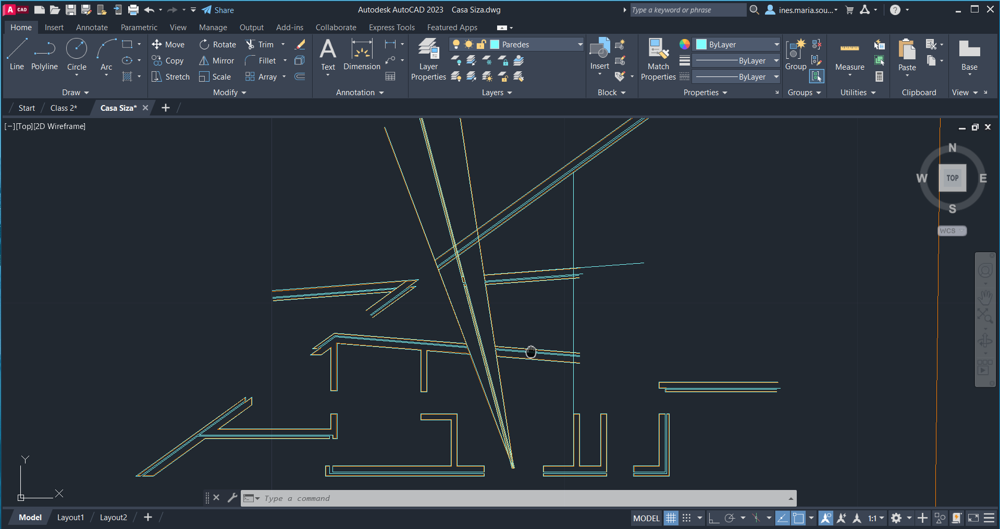 A CAD
Share
Autodesk AutoCAD 2023 Casa Siza.dwg
Type a keyword or phrase
ines.maria.sou...
Home Insert Annotate Parametric View Manage Output Add-ins Collaborate Express Tools Featured Apps
Line
Polyline
Circle
Arc
Draw
Move Rotate Trim
Copy Mirror Fillet
Stretch Scale Array
Modify
Text
Dimension
Annotation
Layer
Properties
Paredes
Layers
Insert
Block
Match
Properties
ByLayer
ByLayer
ByLayer
Properties
Group
Groups
Measure
Utilities
Paste
Clipboard
Base
View
Start Class 2* Casa Siza*
[−][Top][2D Wireframe]
N
W TOP E
S
WCS
Y
X
Type a command
Model Layout1 Layout2
MODEL
1:1